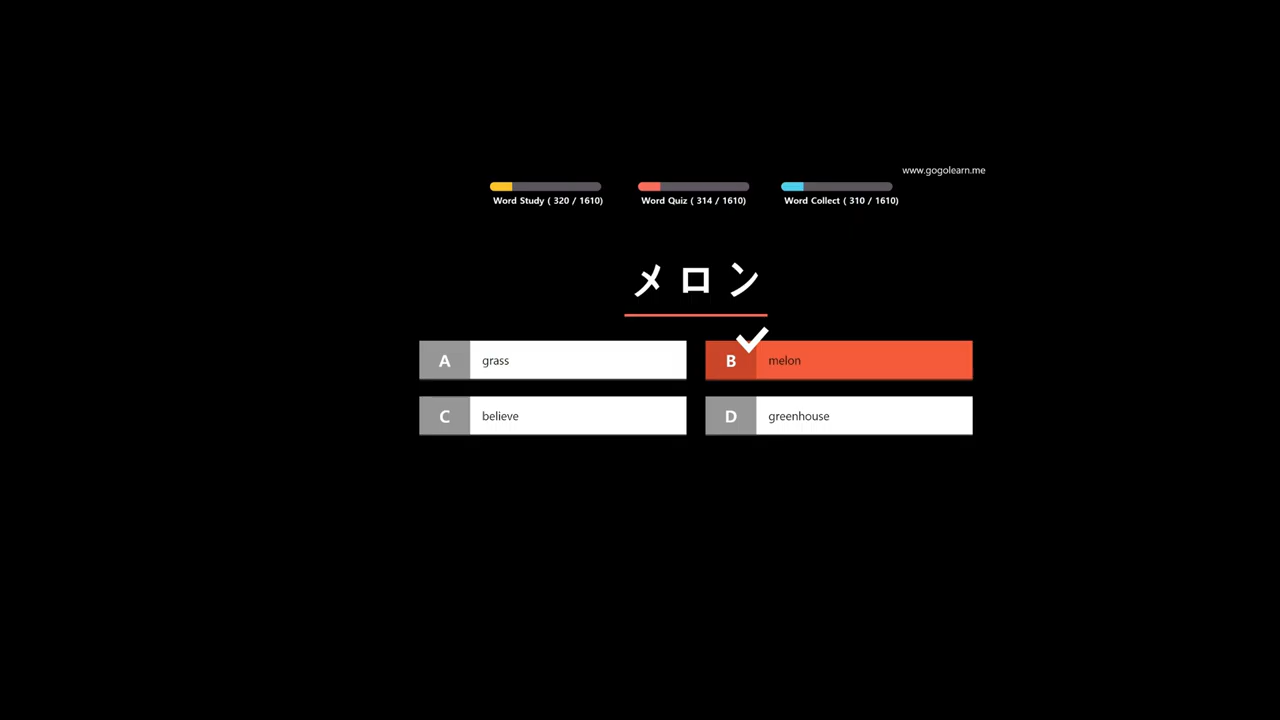 www.gogolearn.me
Word Study ( 320 / 1610)
Word Quiz ( 314 / 1610)
Word Collect ( 310 / 1610)
メロン
A grass
B melon
C believe
D greenhouse